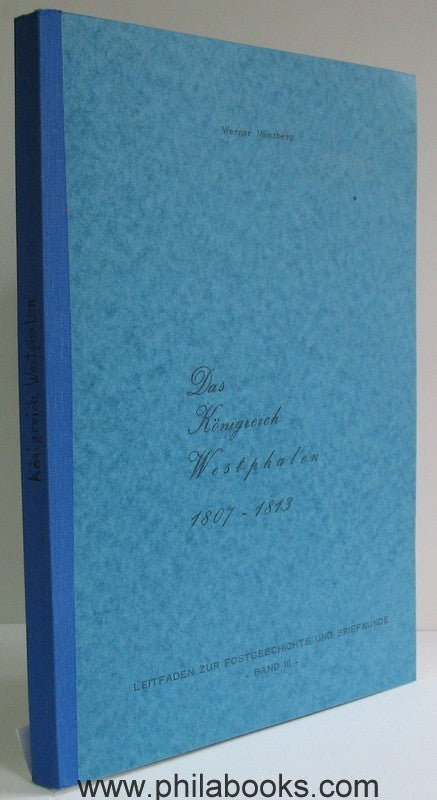 Werner Münzberg
Das
Königreich
Westphalen
1807 - 1813
LEITFADEN ZUR POSTGESCHICHTE UND BRIEFKUNDE
- BAND III -
Königreich Westphalen
www.philabooks.com